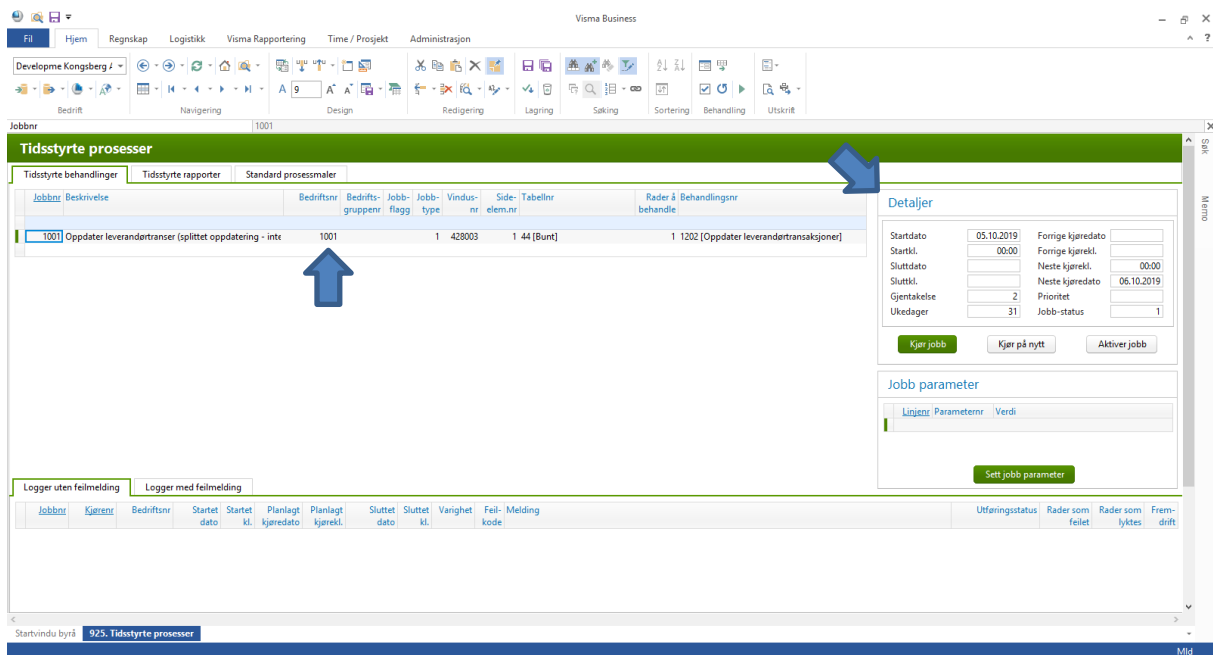 Visma Business
Fil Hjem Regnskap Logistikk Visma Rapportering Time / Prosjekt Administrasjon
Developme Kongsberg A
A 9
Bedrift Navigering Design Redigering Lagring Søking Sortering Behandling Utskrift
Jobbnr 1001
Tidsstyrte prosesser
Søk
Memo
Tidsstyrte behandlinger Tidsstyrte rapporter Standard prosessmaler
Jobbnr Beskrivelse Bedriftsnr Bedrifts- Jobb- Jobb- Vindus- Side- Tabellnr Rader å Behandlingsnr
gruppenr flagg type nr elem.nr behandle
1001 Oppdater leverandørtranser (splittet oppdatering - inte 1001 1 428003 1 44 [Bunt] 1 1202 [Oppdater leverandørtransaksjoner]
Detaljer
Startdato 05.10.2019 Forrige kjøredato
Startkl. 00:00 Forrige kjørekl.
Sluttdato Neste kjørekl. 00:00
Sluttkl. Neste kjøredato 06.10.2019
Gjentakelse 2 Prioritet
Ukedager 31 Jobb-status 1
Kjør jobb Kjør på nytt Aktiver jobb
Jobb parameter
Linjenr Parameternr Verdi
Sett jobb parameter
Logger uten feilmelding Logger med feilmelding
Jobbnr Kjørenr Bedriftsnr Startet Startet Planlagt Planlagt Sluttet Sluttet Varighet Feil- Melding Utføringsstatus Rader som Rader som Frem-
dato kl. kjøredato kjørekl. dato kl. kode feilet lyktes drift
Startvindu byrå 925. Tidsstyrte prosesser
Mld